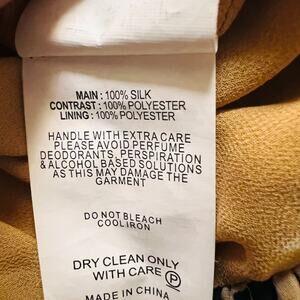 MAIN : 100% SILK
CONTRAST : 100% POLYESTER
LINING : 100% POLYESTER
HANDLE WITH EXTRA CARE
PLEASE AVOID PERFUME
DEODORANTS, PERSPIRATION
& ALCOHOL BASED SOLUTIONS
AS THIS MAY DAMAGE THE
GARMENT
DO NOT BLEACH
COOL IRON
DRY CLEAN ONLY
WITH CARE Ⓟ
MADE IN CHINA